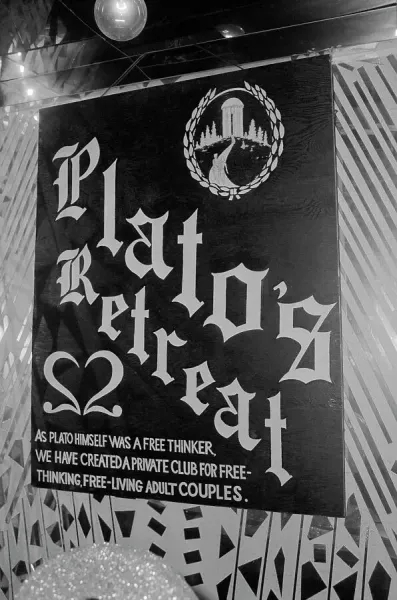 Plato's
Retreat
AS PLATO HIMSELF WAS A FREE THINKER,
WE HAVE CREATED A PRIVATE CLUB FOR FREE-
THINKING, FREE-LIVING ADULT COUPLES.